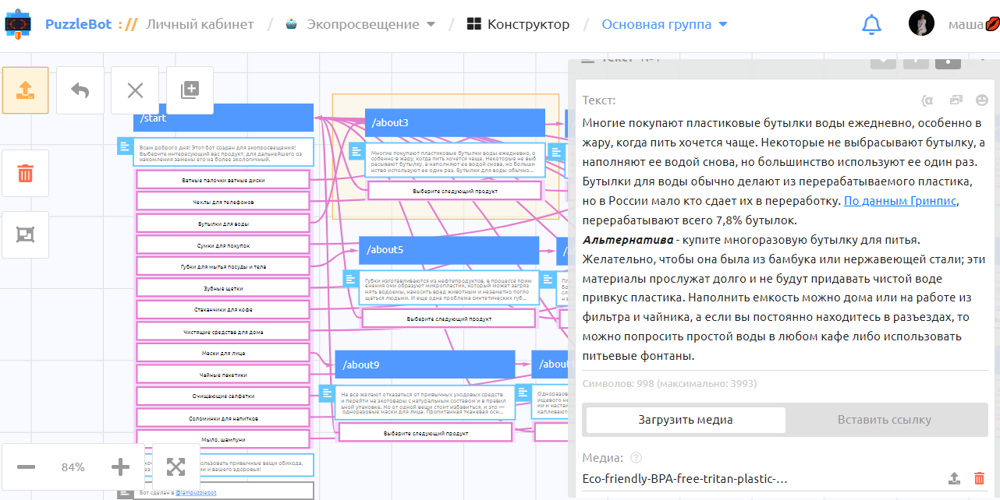 PuzzleBot :// Личный кабинет / Экопросвещение / Конструктор / Основная группа маша
/start
Всем доброго дня! Этот бот создан для экопросвещения!
Выберите интересующий вас продукт, для дальнейшего оз
накомления замены его на более экологичный.
Ватные палочки ватные диски
Чехлы для телефонов
Бутылки для воды
Сумки для покупок
Губки для мытья посуды и тела
Зубные щетки
Стаканчики для кофе
Чистящие средства для дома
Маски для лица
Чайные пакетики
Очищающие салфетки
Соломинки для напитков
Мыло, шампуни
пользовать привычные вещи обихода,
и вашего здоровья!
Бот сделан в @lampuzzlebot
84%
/about3
Многие покупают пластиковые бутылки воды ежедневно, о
собенно в жару, когда пить хочется чаще. Некоторые не выб
расывают бутылку, а наполняют ее водой снова, но больши
нство используют ее один раз. Бутылки для воды обычно...
Выберите следующий продукт
/about5
Губки изготавливаются из нефтепродуктов, в процессе прим
енения они образуют микропластик, который может загряз
нять водоемы, наносить вред животным и незаметно погло
щаться людьми. И еще одна проблема синтетических губ...
Выберите следующий продукт
/about9
Не все желают отказаться от привычных уходовых средств
и перейти на экотовары с натуральным составом и в правил
ьной упаковке. Но от одной вещи стоит избавиться, и это —
одноразовые маски для лица. Пропитанная тканевая осн...
Выберите следующий продукт
/about
Одноразов
ищевого не
ии и настаи
капливают
Текст:
Многие покупают пластиковые бутылки воды ежедневно, особенно в
жару, когда пить хочется чаще. Некоторые не выбрасывают бутылку, а
наполняют ее водой снова, но большинство используют ее один раз.
Бутылки для воды обычно делают из перерабатываемого пластика,
но в России мало кто сдает их в переработку. По данным Гринпис,
перерабатывают всего 7,8% бутылок.
Альтернатива - купите многоразовую бутылку для питья.
Желательно, чтобы она была из бамбука или нержавеющей стали; эти
материалы прослужат долго и не будут придавать чистой воде
привкус пластика. Наполнить емкость можно дома или на работе из
фильтра и чайника, а если вы постоянно находитесь в разъездах, то
можно попросить простой воды в любом кафе либо использовать
питьевые фонтаны.
Символов: 998 (максимально: 3993)
Загрузить медиа
Вставить ссылку
Медиа:
Eco-friendly-BPA-free-tritan-plastic-...